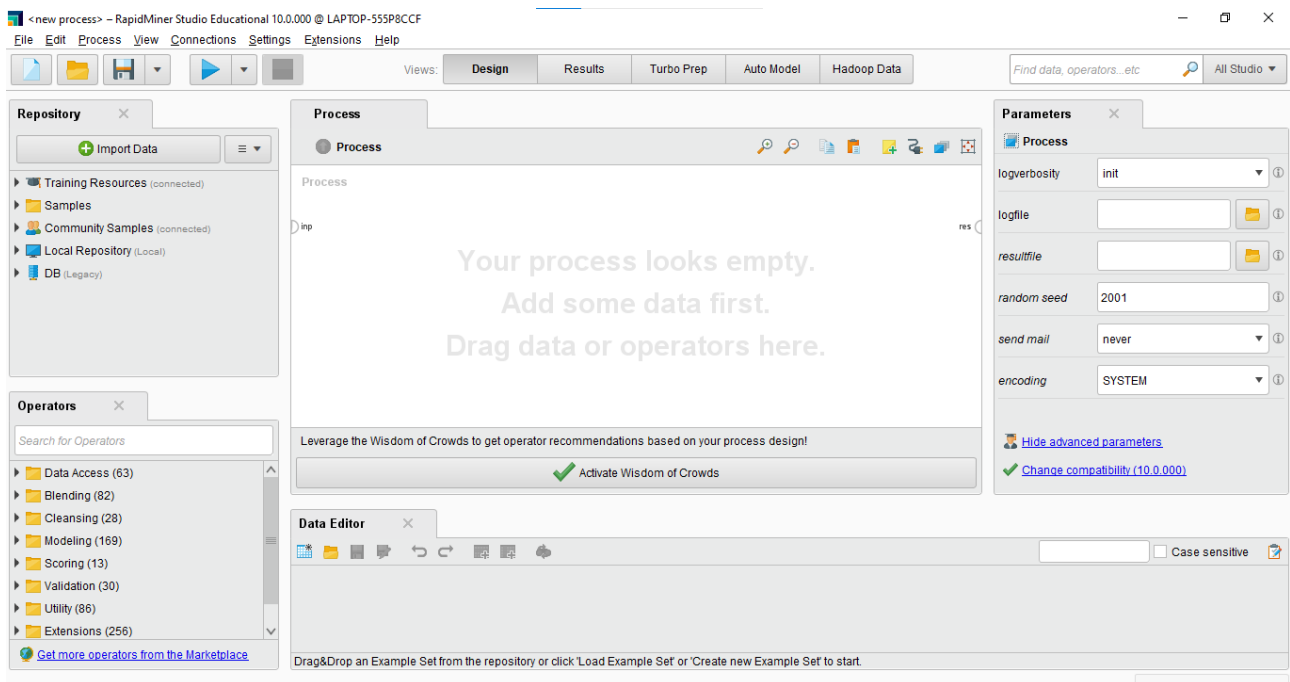 <new process> – RapidMiner Studio Educational 10.0.000 @ LAPTOP-555P8CCF
File Edit Process View Connections Settings Extensions Help
Views: Design Results Turbo Prep Auto Model Hadoop Data Find data, operators...etc All Studio
Repository
Import Data
Training Resources (connected)
Samples
Community Samples (connected)
Local Repository (Local)
DB (Legacy)
Operators
Search for Operators
Data Access (63)
Blending (82)
Cleansing (28)
Modeling (169)
Scoring (13)
Validation (30)
Utility (86)
Extensions (256)
Get more operators from the Marketplace
Process
Process
Process
inp res
Your process looks empty.
Add some data first.
Drag data or operators here.
Leverage the Wisdom of Crowds to get operator recommendations based on your process design!
Activate Wisdom of Crowds
Data Editor
Case sensitive
Drag&Drop an Example Set from the repository or click 'Load Example Set' or 'Create new Example Set' to start.
Parameters
Process
logverbosity init
logfile
resultfile
random seed 2001
send mail never
encoding SYSTEM
Hide advanced parameters
Change compatibility (10.0.000)